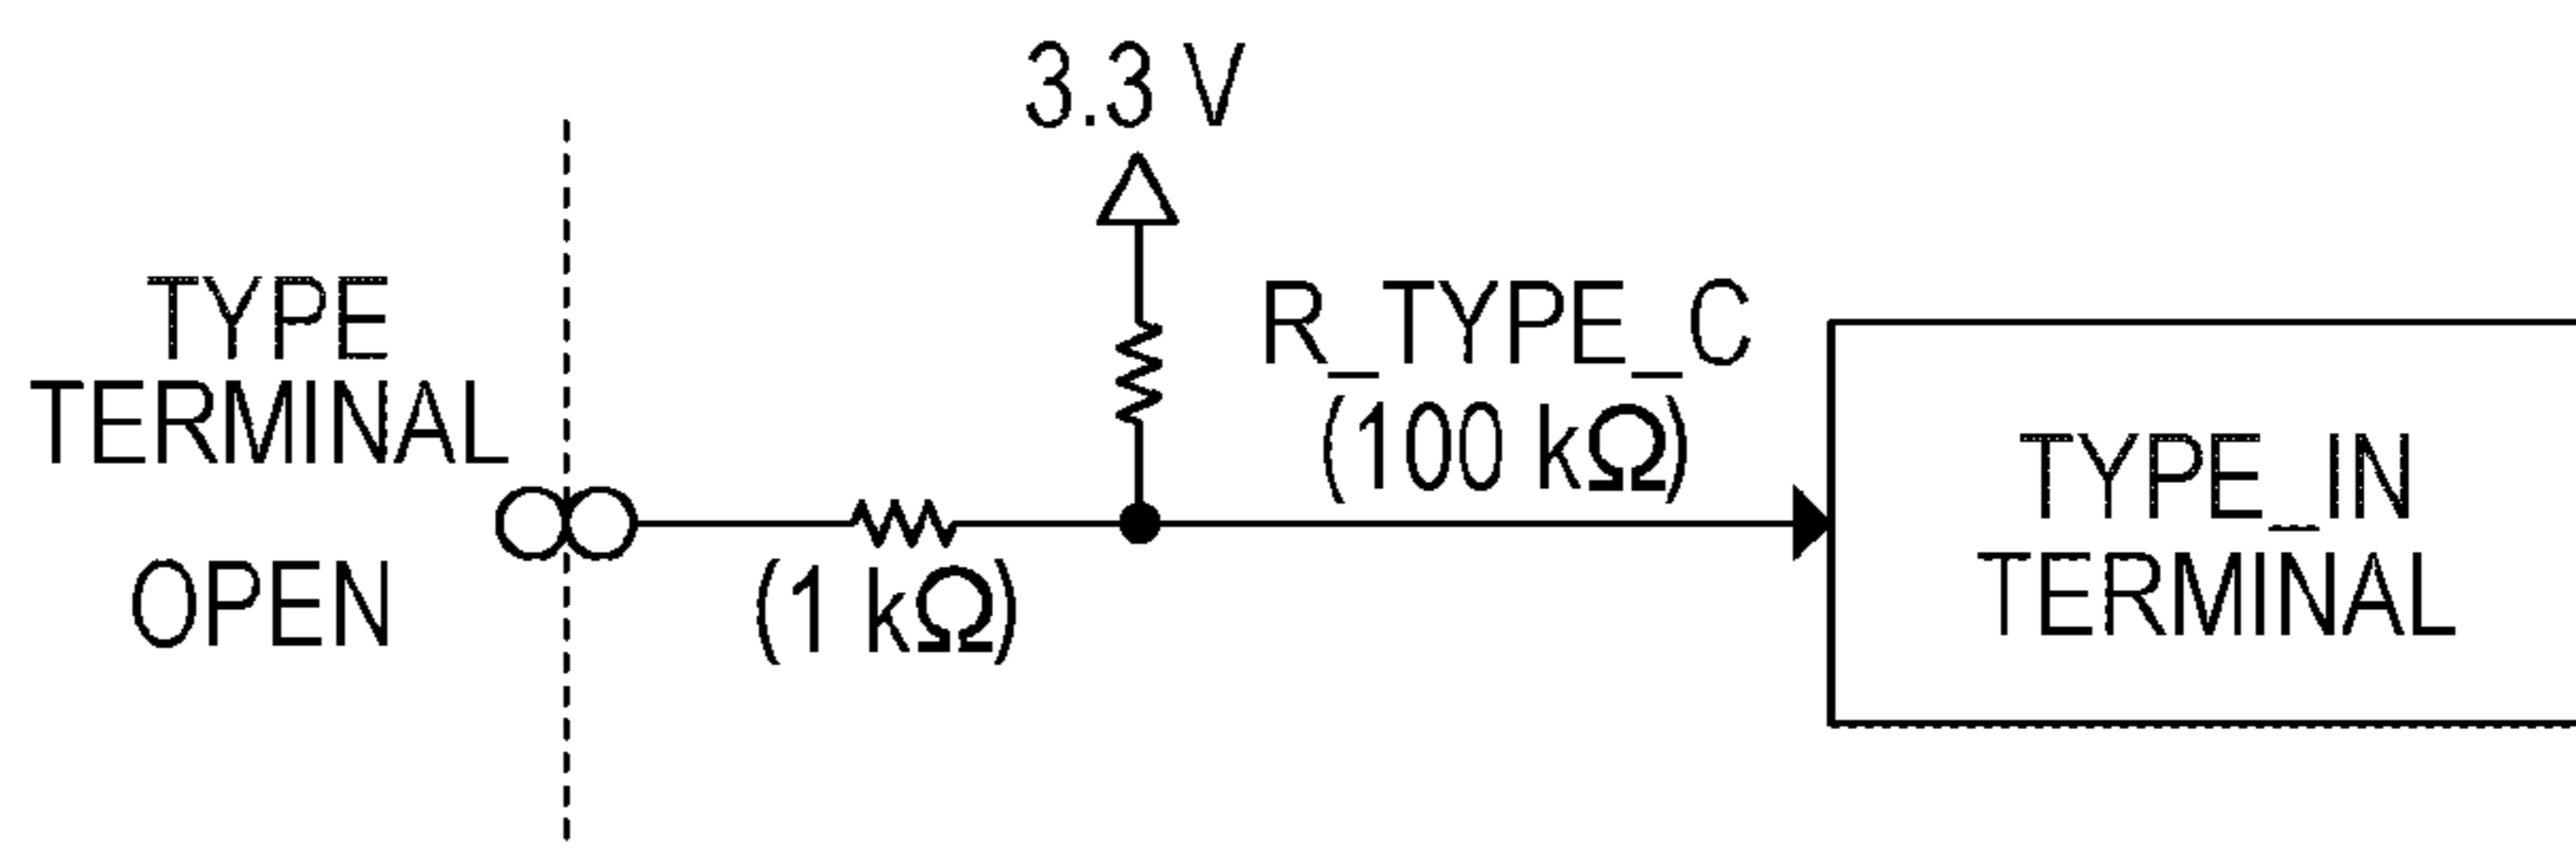 3.3 V
TYPE
TERMINAL
OPEN
(1 kΩ)
R_TYPE_C
(100 kΩ)
TYPE_IN
TERMINAL